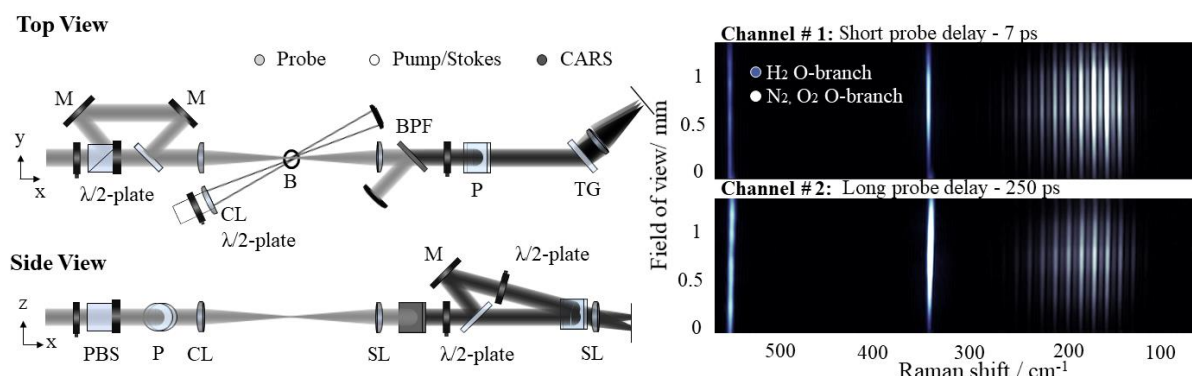 Top View
Probe
Pump/Stokes
CARS
M
M
BPF
y
x
λ/2-plate
B
P
TG
CL
λ/2-plate
Side View
M
λ/2-plate
z
x
PBS
P
CL
SL
λ/2-plate
SL
Channel # 1: Short probe delay - 7 ps
H2 O-branch
N2, O2 O-branch
1
0.5
0
Channel # 2: Long probe delay - 250 ps
1
0.5
0
Field of view/ mm
500 400 300 200 100
Raman shift / cm-1